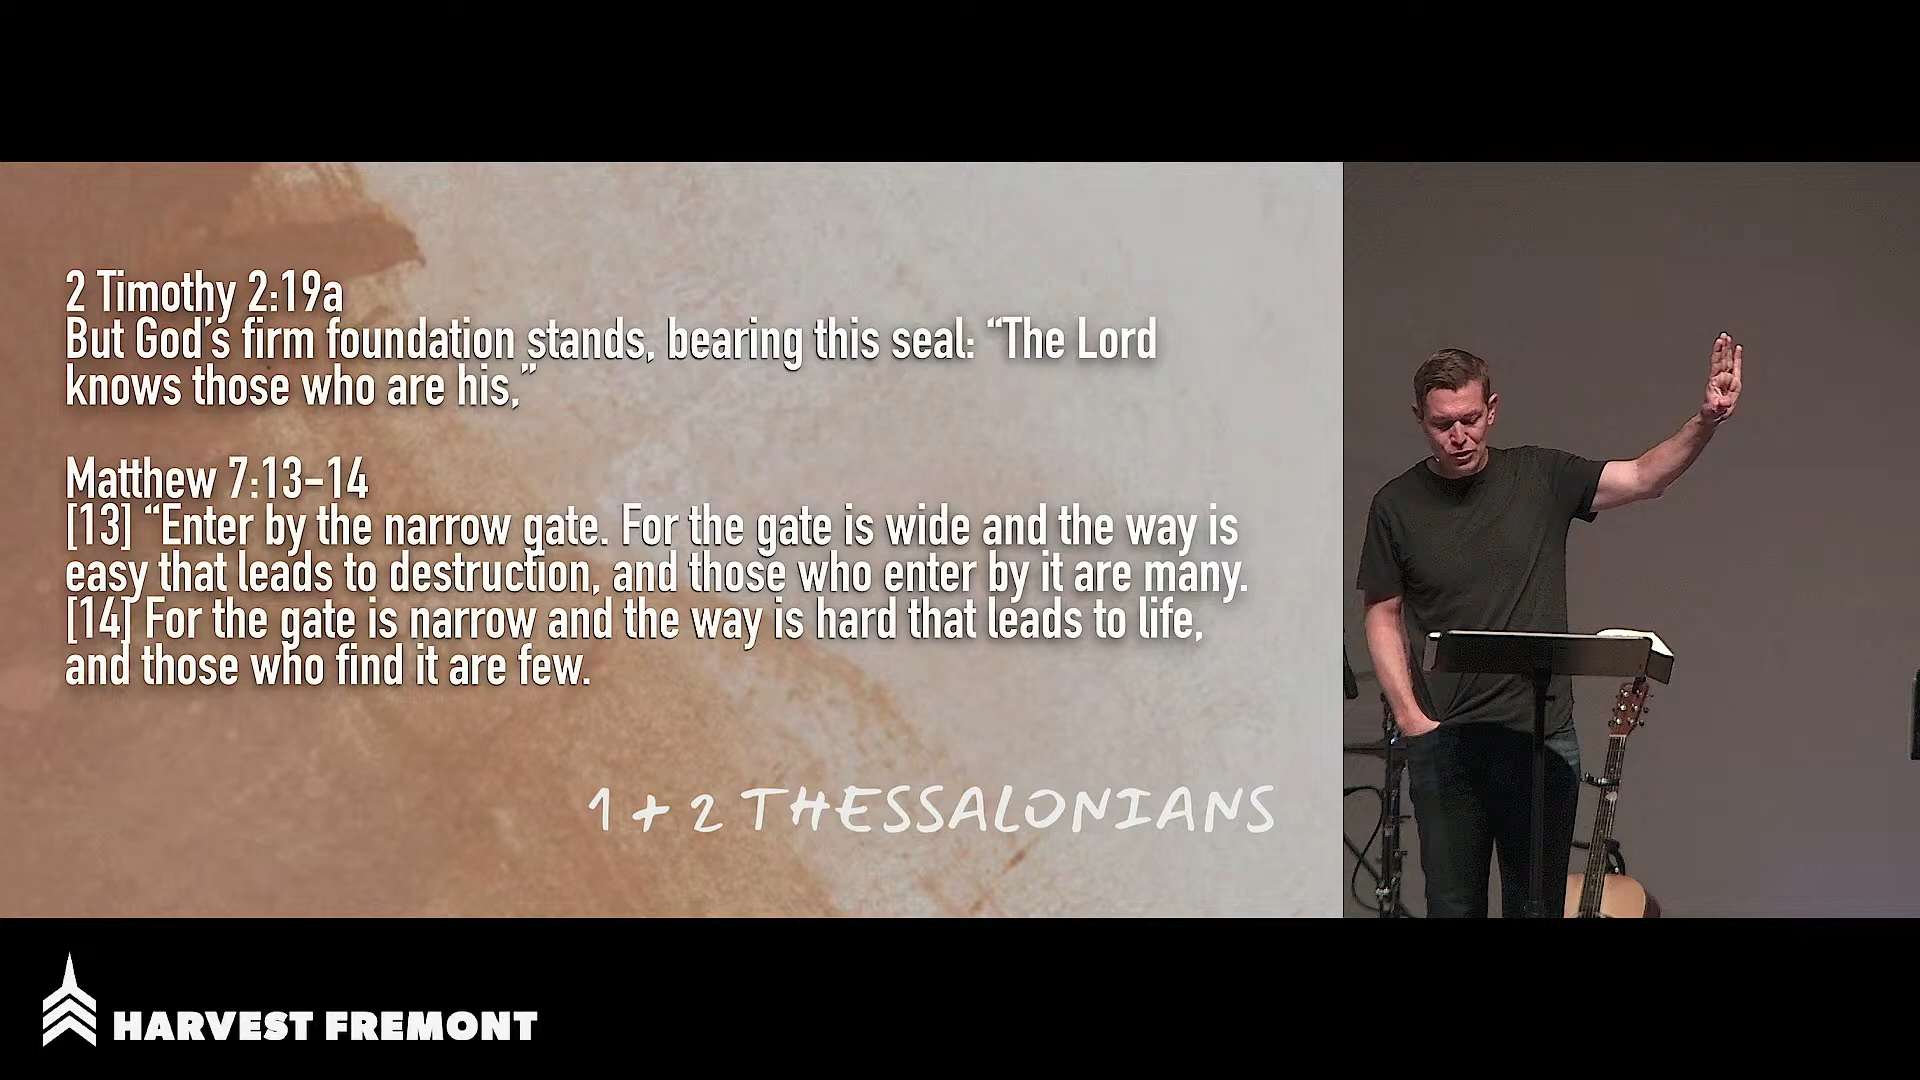 2 Timothy 2:19a
But God's firm foundation stands, bearing this seal: “The Lord
knows those who are his,”
Matthew 7:13–14
[13] “Enter by the narrow gate. For the gate is wide and the way is
easy that leads to destruction, and those who enter by it are many.
[14] For the gate is narrow and the way is hard that leads to life,
and those who find it are few.
1 + 2 THESSALONIANS
HARVEST FREMONT